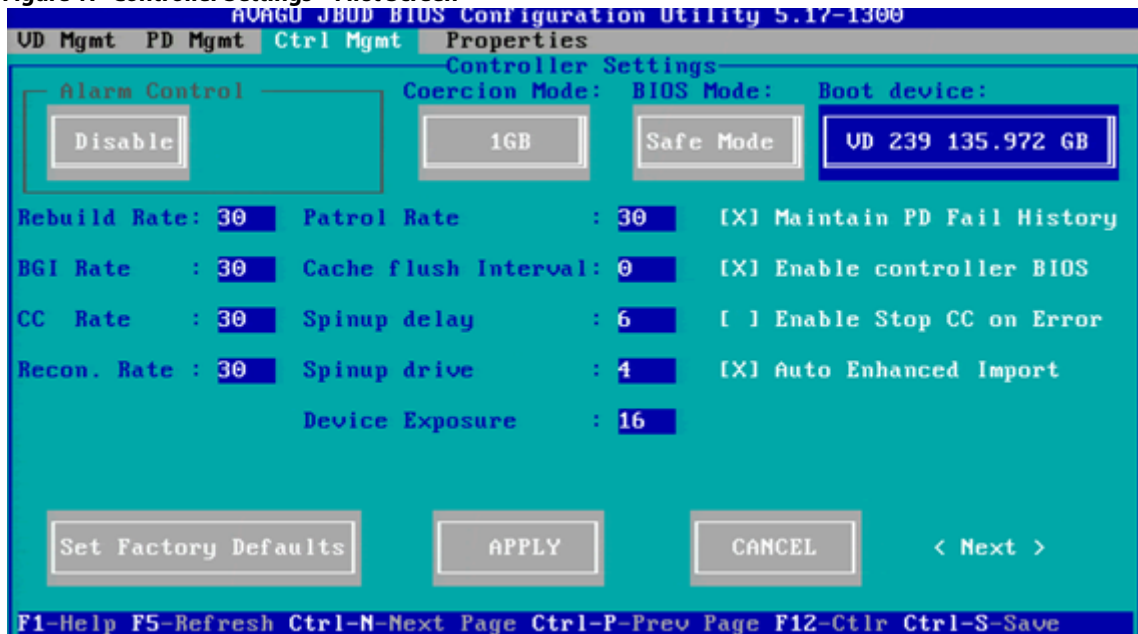 AVAGO JBOD BIOS Configuration Utility 5.17-1300
VD Mgmt PD Mgmt Ctrl Mgmt Properties
Controller Settings
Alarm Control Coercion Mode: BIOS Mode: Boot device:
Disable 1GB Safe Mode VD 239 135.972 GB
Rebuild Rate: 30 Patrol Rate : 30 [X] Maintain PD Fail History
BGI Rate : 30 Cache flush Interval: 0 [X] Enable controller BIOS
CC Rate : 30 Spinup delay : 6 [ ] Enable Stop CC on Error
Recon. Rate : 30 Spinup drive : 4 [X] Auto Enhanced Import
Device Exposure : 16
Set Factory Defaults APPLY CANCEL < Next >
F1-Help F5-Refresh Ctrl-N-Next Page Ctrl-P-Prev Page F12-Ctlr Ctrl-S-Save